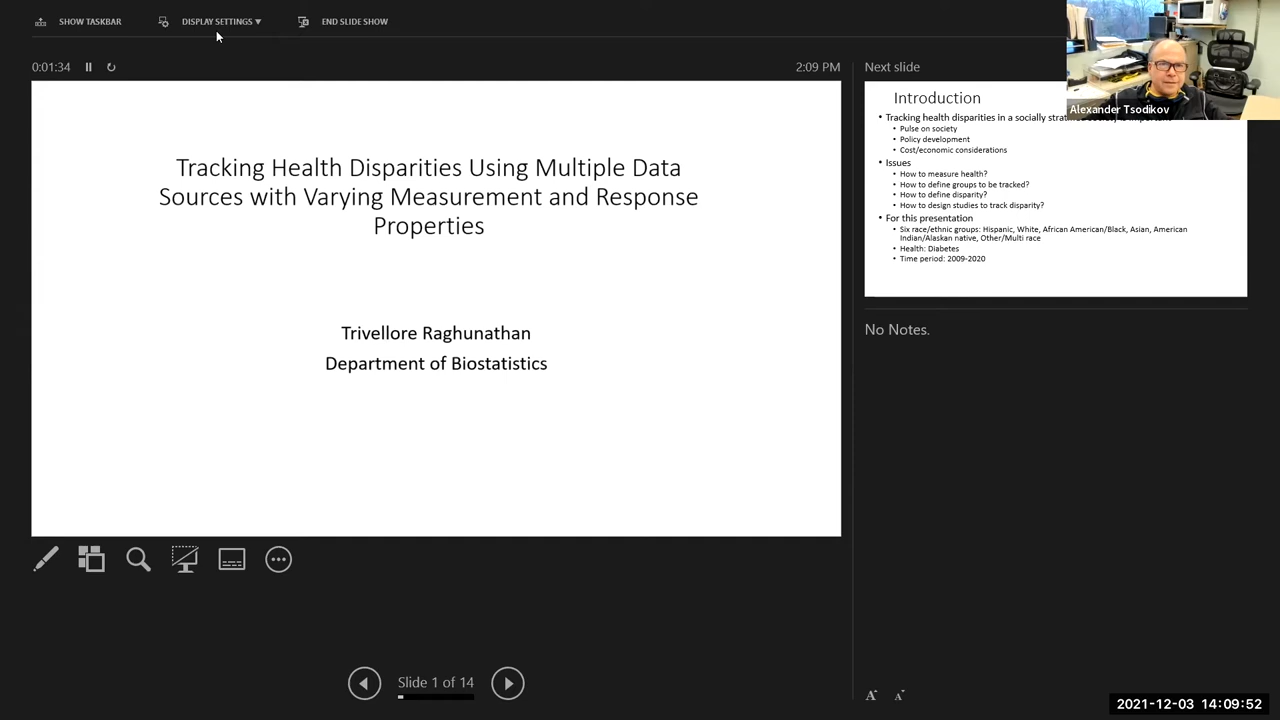 SHOW TASKBAR
DISPLAY SETTINGS ▼
END SLIDE SHOW
0:01:34
2:09 PM
Tracking Health Disparities Using Multiple Data
Sources with Varying Measurement and Response
Properties
Trivellore Raghunathan
Department of Biostatistics
Slide 1 of 14
Next slide
Alexander Tsodikov
Introduction
• Tracking health disparities in a socially
• Pulse on society
• Policy development
• Cost/economic considerations
• Issues
• How to measure health?
• How to define groups to be tracked?
• How to define disparity?
• How to design studies to track disparity?
• For this presentation
• Six race/ethnic groups: Hispanic, White, African American/Black, Asian, American
Indian/Alaskan native, Other/Multi race
• Health: Diabetes
• Time period: 2009-2020
No Notes.
A A
2021-12-03 14:09:52